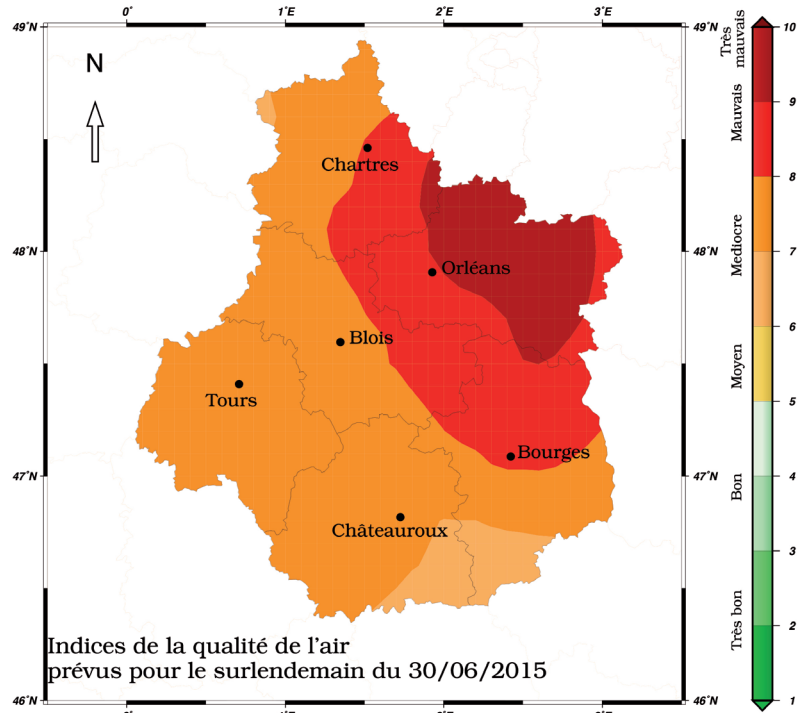 0° 1°E 2°E 3°E
49°N 49°N
48°N 48°N
47°N 47°N
46°N 46°N
N
Chartres
Orléans
Blois
Tours
Bourges
Châteauroux
Indices de la qualité de l'air
prévus pour le surlendemain du 30/06/2015
Très
mauvais
Mauvais
Mediocre
Moyen
Bon
Très bon
10
9
8
7
6
5
4
3
2
1